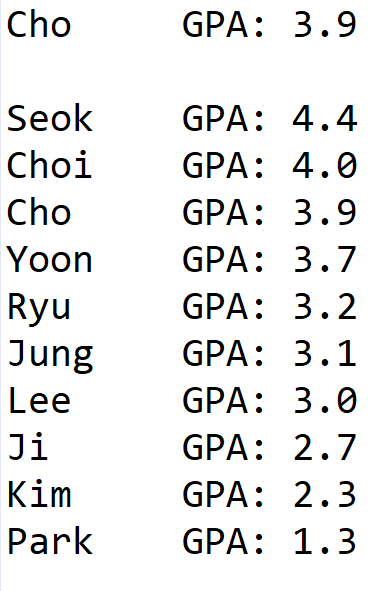 Cho     GPA: 3.9

Seok    GPA: 4.4
Choi    GPA: 4.0
Cho     GPA: 3.9
Yoon    GPA: 3.7
Ryu     GPA: 3.2
Jung    GPA: 3.1
Lee     GPA: 3.0
Ji      GPA: 2.7
Kim     GPA: 2.3
Park    GPA: 1.3